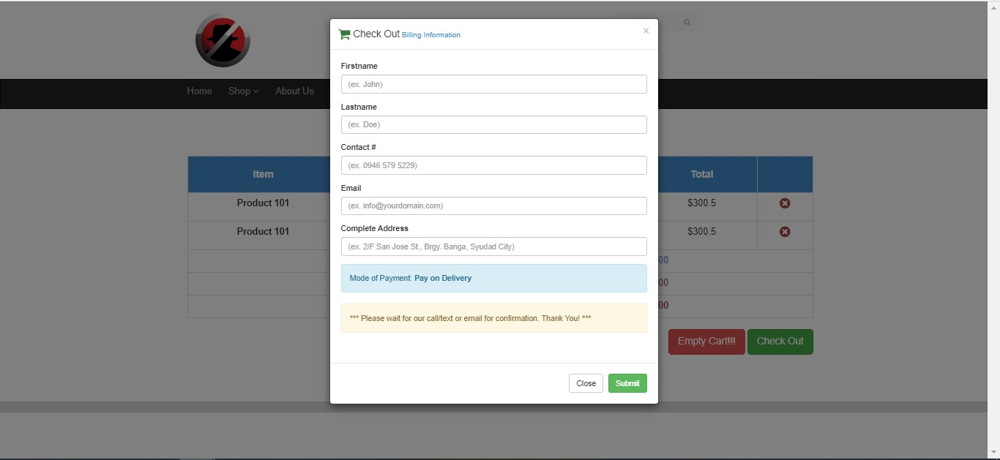 Check Out Billing Information
×
Firstname
(ex. John)
Lastname
(ex. Doe)
Contact #
(ex. 0946 579 5229)
Email
(ex. info@yourdomain.com)
Complete Address
(ex. 2/F San Jose St., Brgy. Banga, Syudad City)
Mode of Payment: Pay on Delivery
*** Please wait for our call/text or email for confirmation. Thank You! ***
Close Submit
Home Shop About Us
Item Total
Product 101 $300.5
Product 101 $300.5
00
00
00
Empty Cart!!! Check Out